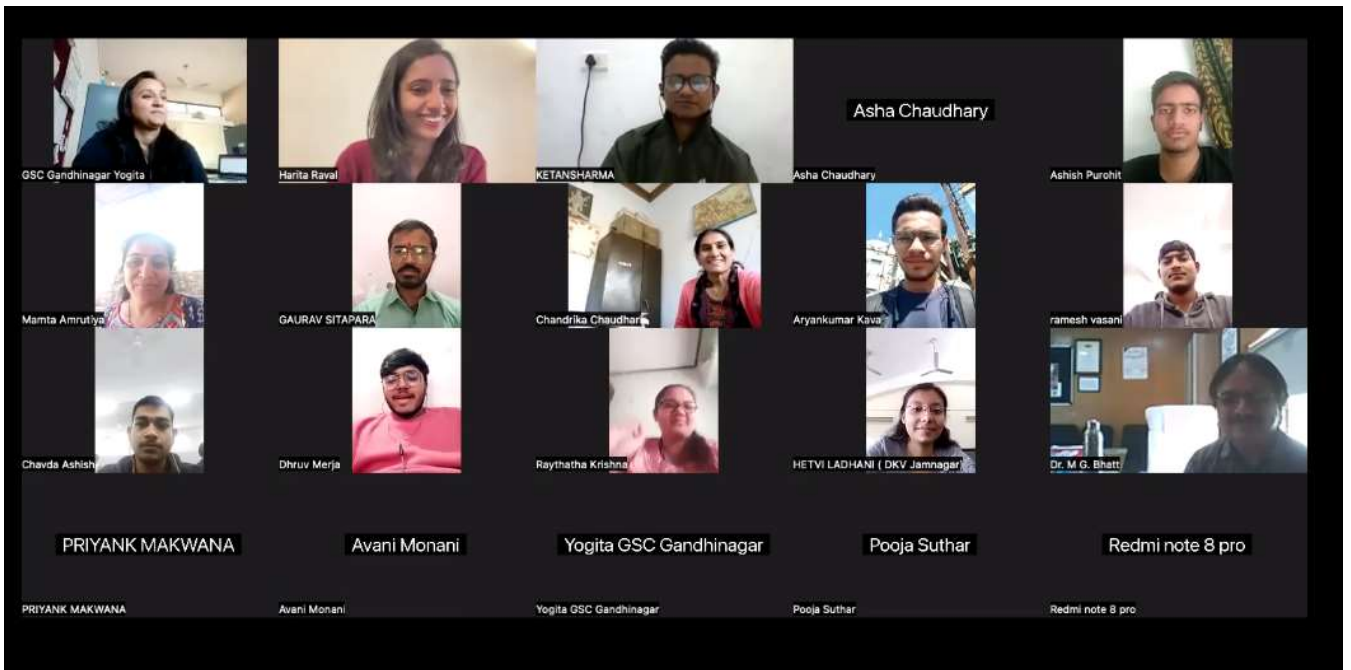 GSC Gandhinagar Yogita
Harita Raval
KETANSHARMA
Asha Chaudhary
Asha Chaudhary
Ashish Purohit
Mamta Amrutiya
GAURAV SITAPARA
Chandrika Chaudhar
Aryankumar Kava
ramesh vasani
Chavda Ashish
Dhruv Merja
Raythatha Krishna
HETVI LADHANI ( DKV Jamnagar)
Dr. M G. Bhatt
PRIYANK MAKWANA
Avani Monani
Yogita GSC Gandhinagar
Pooja Suthar
Redmi note 8 pro
PRIYANK MAKWANA
Avani Monani
Yogita GSC Gandhinagar
Pooja Suthar
Redmi note 8 pro